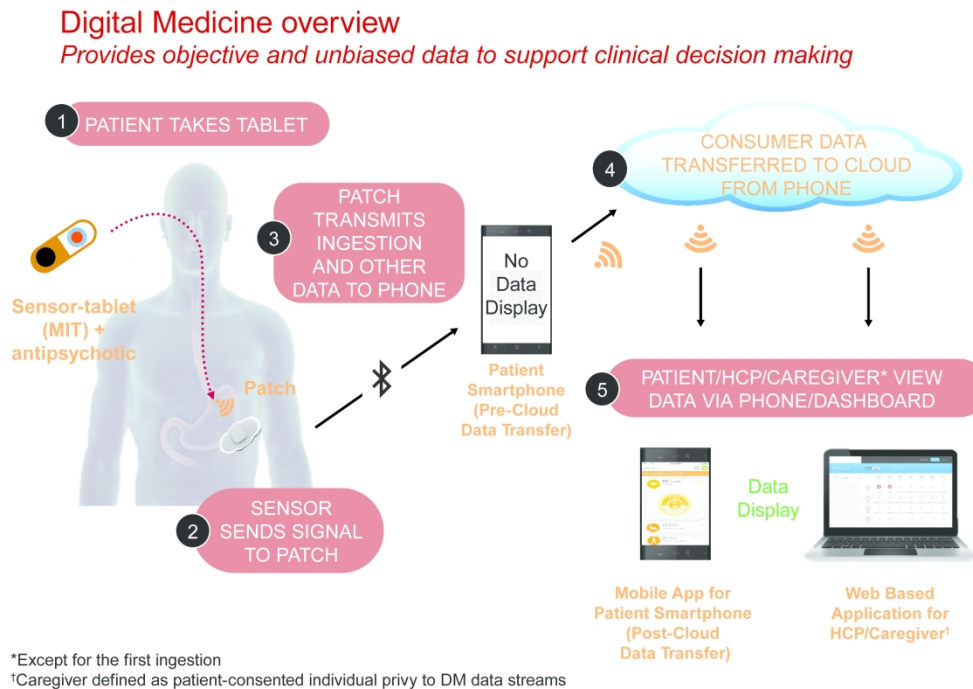 Digital Medicine overview
Provides objective and unbiased data to support clinical decision making
1
PATIENT TAKES TABLET
Sensor-tablet
(MIT) +
antipsychotic
Patch
2
SENSOR
SENDS SIGNAL
TO PATCH
3
PATCH
TRANSMITS
INGESTION
AND OTHER
DATA TO PHONE
No
Data
Display
Patient
Smartphone
(Pre-Cloud
Data Transfer)
4
CONSUMER DATA
TRANSFERRED TO CLOUD
FROM PHONE
5
PATIENT/HCP/CAREGIVER* VIEW
DATA VIA PHONE/DASHBOARD
Data
Display
Mobile App for
Patient Smartphone
(Post-Cloud
Data Transfer)
Web Based
Application for
HCP/Caregiver†
*Except for the first ingestion
†Caregiver defined as patient-consented individual privy to DM data streams